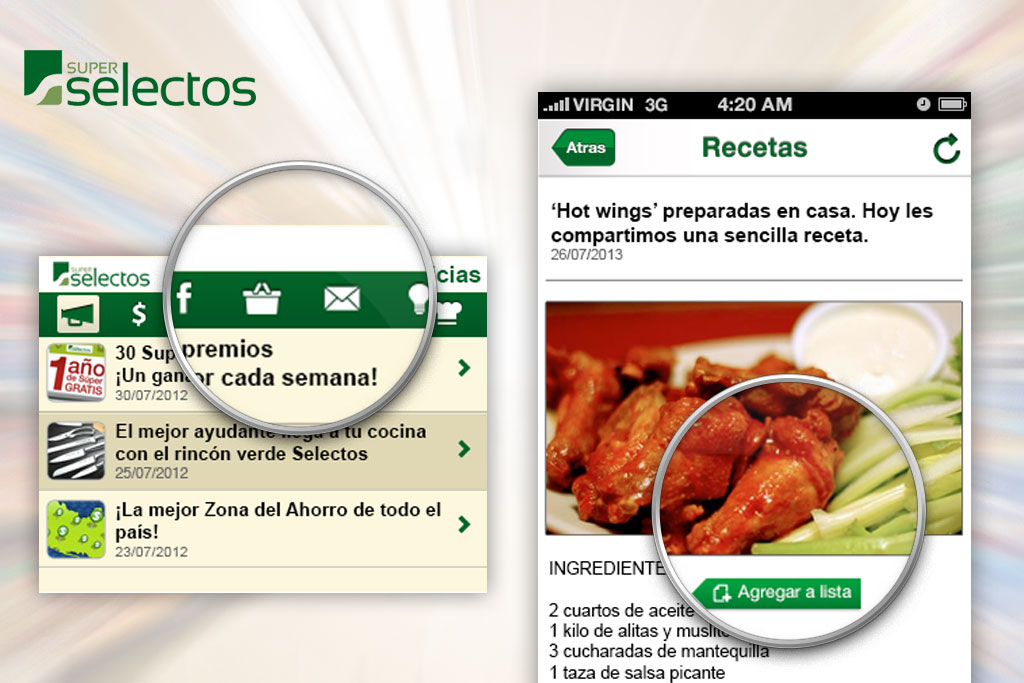 SUPER
selectos
SUPER
selectos
cias
$
f
30 Sup premios
¡Un gan or cada semana!
30/07/2012
1 año
de Súper
GRATIS
El mejor ayudante llega a tu cocina
con el rincón verde Selectos
25/07/2012
¡La mejor Zona del Ahorro de todo el
país!
23/07/2012
VIRGIN 3G 4:20 AM
Atras
Recetas
‘Hot wings’ preparadas en casa. Hoy les
compartimos una sencilla receta.
26/07/2013
INGREDIENTE
Agregar a lista
2 cuartos de aceite
1 kilo de alitas y muslito
3 cucharadas de mantequilla
1 taza de salsa picante